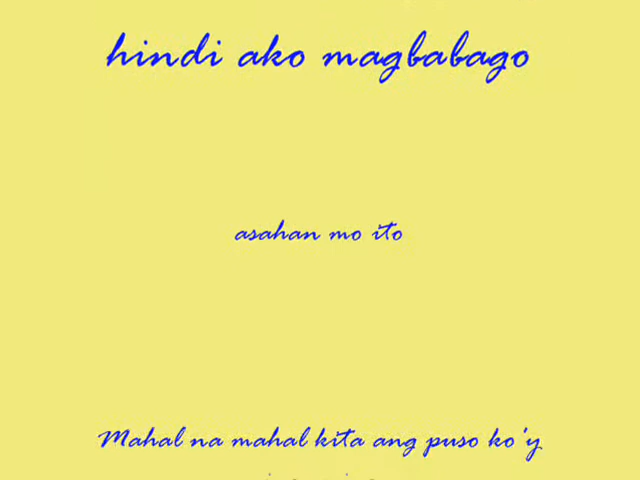 hindi ako magbabago
asahan mo ito
Mahal na mahal kita ang puso ko'y